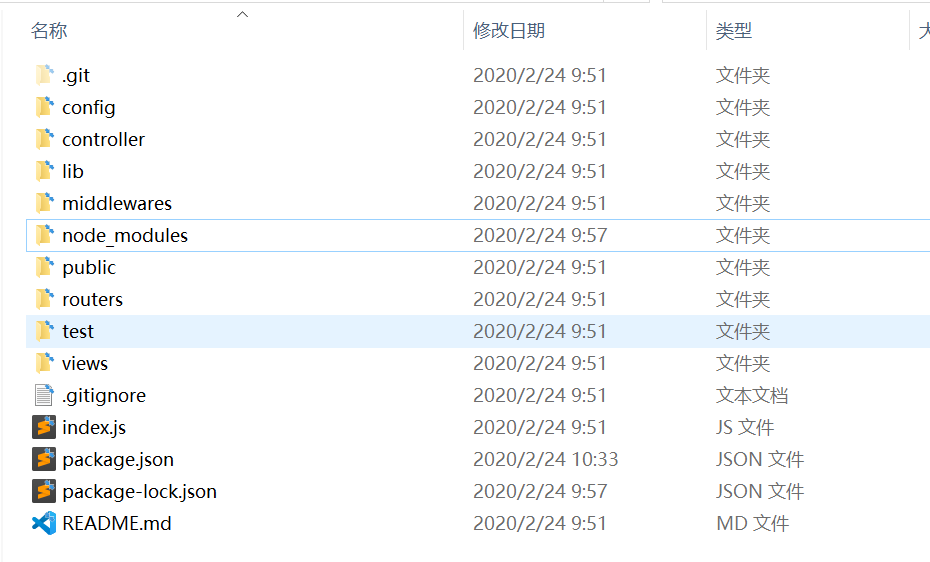 名称 修改日期 类型
.git 2020/2/24 9:51 文件夹
config 2020/2/24 9:51 文件夹
controller 2020/2/24 9:51 文件夹
lib 2020/2/24 9:51 文件夹
middlewares 2020/2/24 9:51 文件夹
node_modules 2020/2/24 9:57 文件夹
public 2020/2/24 9:51 文件夹
routers 2020/2/24 9:51 文件夹
test 2020/2/24 9:51 文件夹
views 2020/2/24 9:51 文件夹
.gitignore 2020/2/24 9:51 文本文档
index.js 2020/2/24 9:51 JS 文件
package.json 2020/2/24 10:33 JSON 文件
package-lock.json 2020/2/24 9:57 JSON 文件
README.md 2020/2/24 9:51 MD 文件